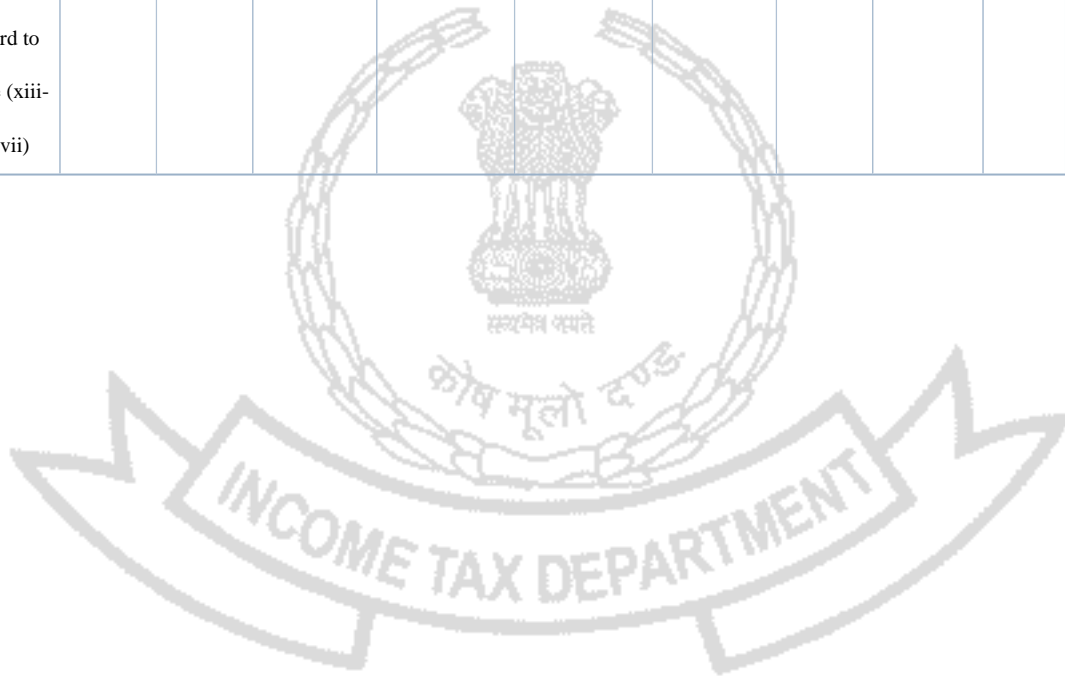 rd to
(xiii-
vii)
सत्यमेव जयते
कोष मूलो दण्डः
INCOME TAX DEPARTMENT